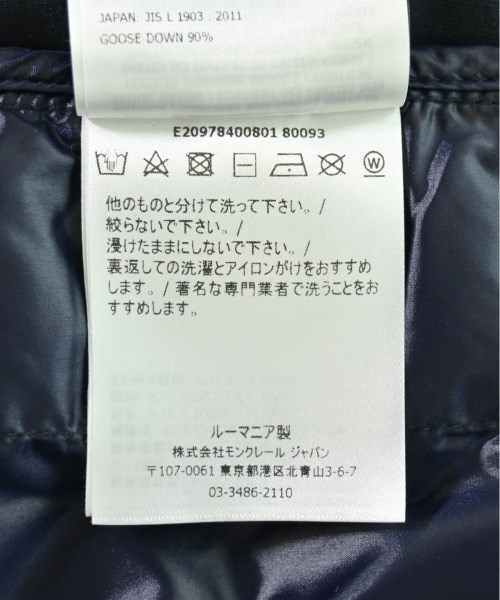 JAPAN: JIS L 1903 : 2011
GOOSE DOWN 90%
E20978400801 80093
W
他のものと分けて洗って下さい。/
絞らないで下さい。/
浸けたままにしないで下さい。/
裏返しての洗濯とアイロンがけをおすすめ
します。/ 著名な専門業者で洗うことをお
すすめします。
ルーマニア製
株式会社モンクレール ジャパン
〒107-0061 東京都港区北青山3-6-7
03-3486-2110